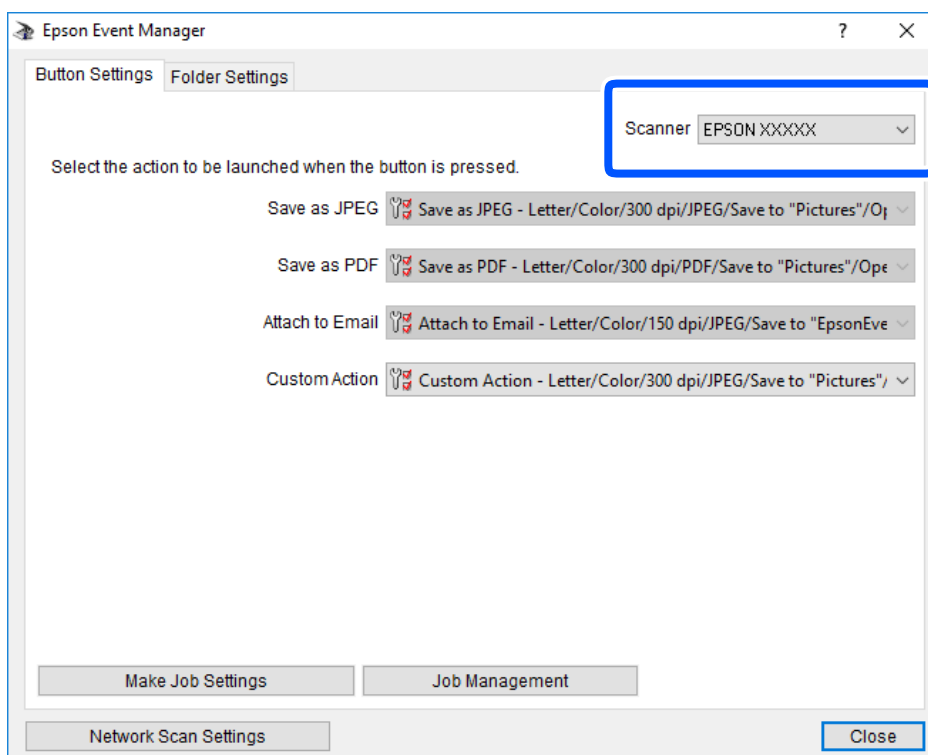 Epson Event Manager
Button Settings Folder Settings
Scanner EPSON XXXXX
Select the action to be launched when the button is pressed.
Save as JPEG Save as JPEG - Letter/Color/300 dpi/JPEG/Save to "Pictures"/Op
Save as PDF Save as PDF - Letter/Color/300 dpi/PDF/Save to "Pictures"/Ope
Attach to Email Attach to Email - Letter/Color/150 dpi/JPEG/Save to "EpsonEve
Custom Action Custom Action - Letter/Color/300 dpi/JPEG/Save to "Pictures"/
Make Job Settings Job Management
Network Scan Settings Close